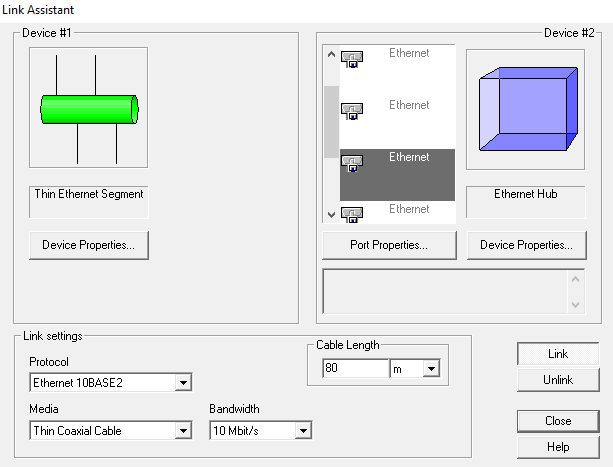 Link Assistant
Device #1
Thin Ethernet Segment
Device Properties...
Device #2
Ethernet
Ethernet
Ethernet
Ethernet
Ethernet Hub
Port Properties...
Device Properties...
Link settings
Protocol
Ethernet 10BASE2
Cable Length
80
m
Media
Thin Coaxial Cable
Bandwidth
10 Mbit/s
Link
Unlink
Close
Help